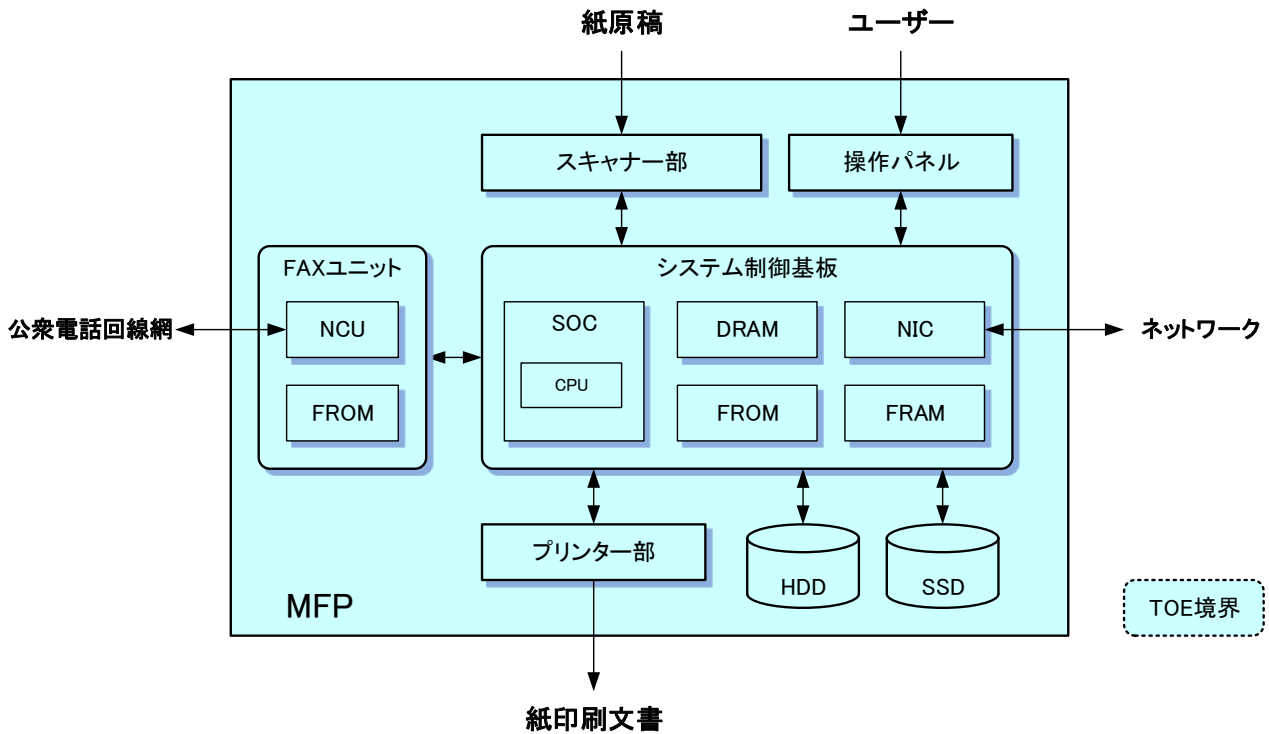 紙原稿
ユーザー
スキャナー部
操作パネル
FAXユニット
システム制御基板
公衆電話回線網
NCU
SOC
DRAM
NIC
ネットワーク
CPU
FROM
FROM
FRAM
プリンター部
HDD
SSD
MFP
TOE境界
紙印刷文書